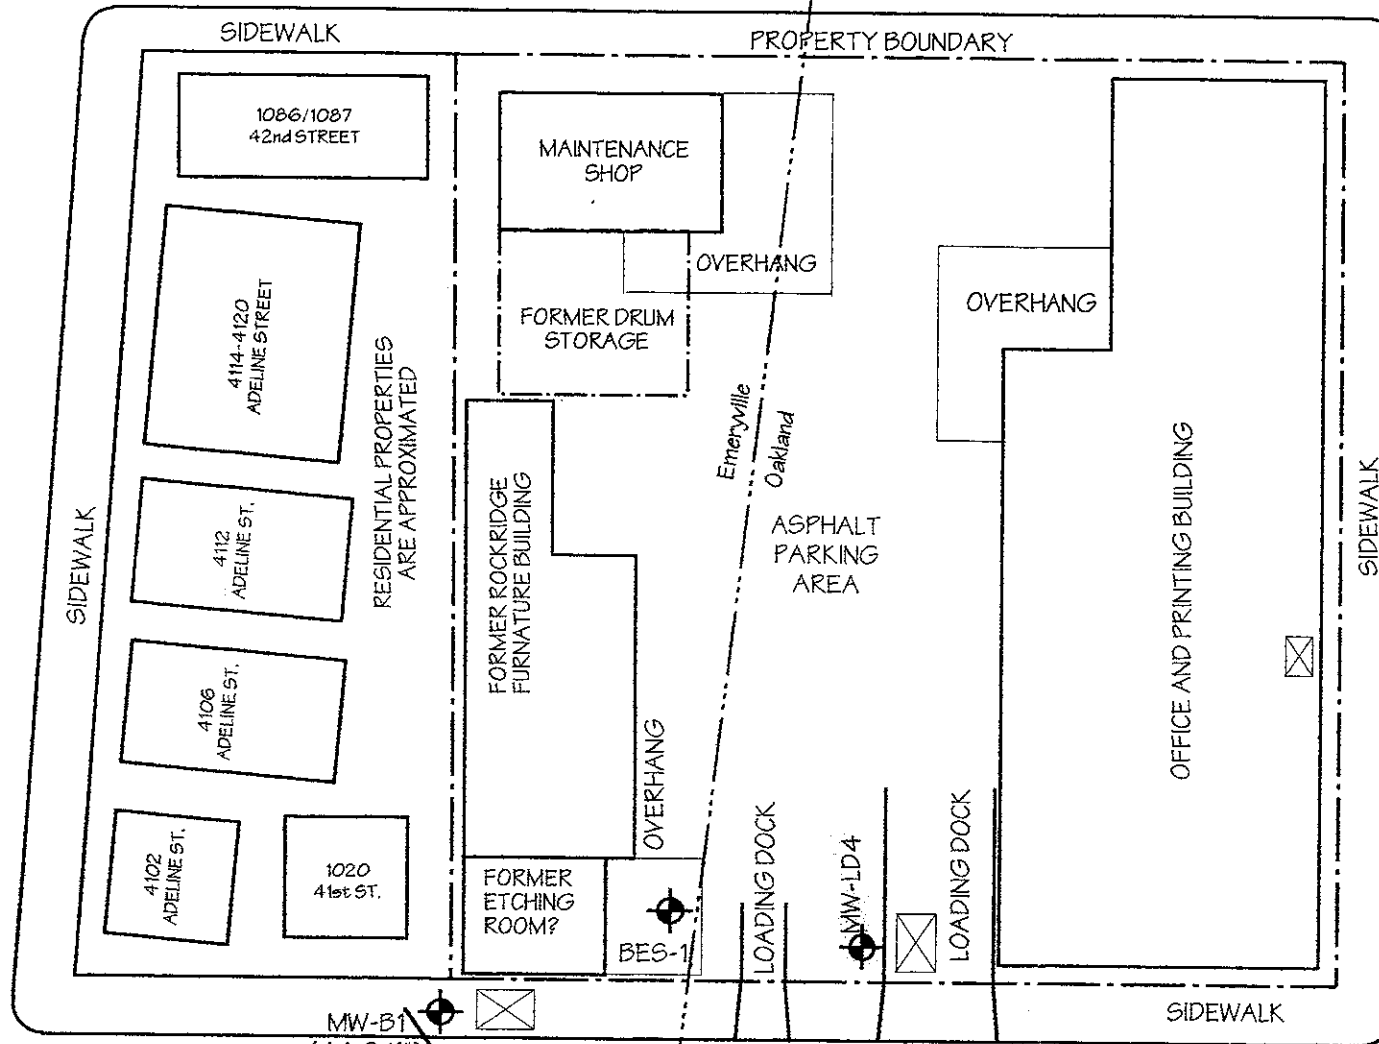 SIDEWALK
PROPERTY BOUNDARY
1086/1087
42nd STREET
MAINTENANCE
SHOP
OVERHANG
OVERHANG
FORMER DRUM
STORAGE
4114-4120
ADELINE STREET
RESIDENTIAL PROPERTIES
ARE APPROXIMATED
Emeryville
Oakland
ASPHALT
PARKING
AREA
FORMER ROCKRIDGE
FURNATURE BUILDING
OFFICE AND PRINTING BUILDING
SIDEWALK
SIDEWALK
4112
ADELINE ST.
4106
ADELINE ST.
OVERHANG
4102
ADELINE ST.
1020
41st ST.
FORMER
ETCHING
ROOM?
BES-1
LOADING DOCK
MW-LD4
LOADING DOCK
MW-B1
SIDEWALK